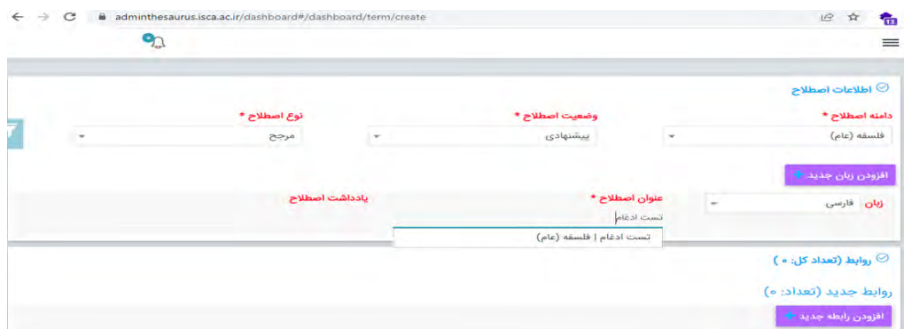 adminthesaurus.isca.ac.ir/dashboard#/dashboard/term/create
13
اطلاعات اصطلاح
دامنه اصطلاح * وضعیت اصطلاح * نوع اصطلاح *
فلسفه (عام) پیشنهادی مرجح
افزودن زبان جدید +
زبان فارسی عنوان اصطلاح * یادداشت اصطلاح
تست ادغام
تست ادغام | فلسفه (عام)
روابط (تعداد کل: ۰ )
روابط جدید (تعداد: ۰)
افزودن رابطه جدید +